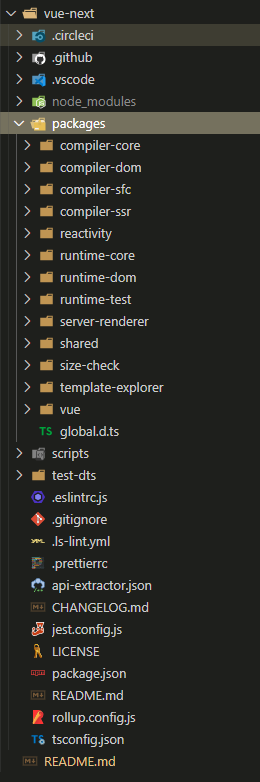 vue-next
.circleci
.github
.vscode
node_modules
packages
compiler-core
compiler-dom
compiler-sfc
compiler-ssr
reactivity
runtime-core
runtime-dom
runtime-test
server-renderer
shared
size-check
template-explorer
vue
TS global.d.ts
scripts
test-dts
.eslintrc.js
.gitignore
.ls-lint.yml
.prettierrc
api-extractor.json
CHANGELOG.md
jest.config.js
LICENSE
package.json
README.md
rollup.config.js
TS tsconfig.json
README.md